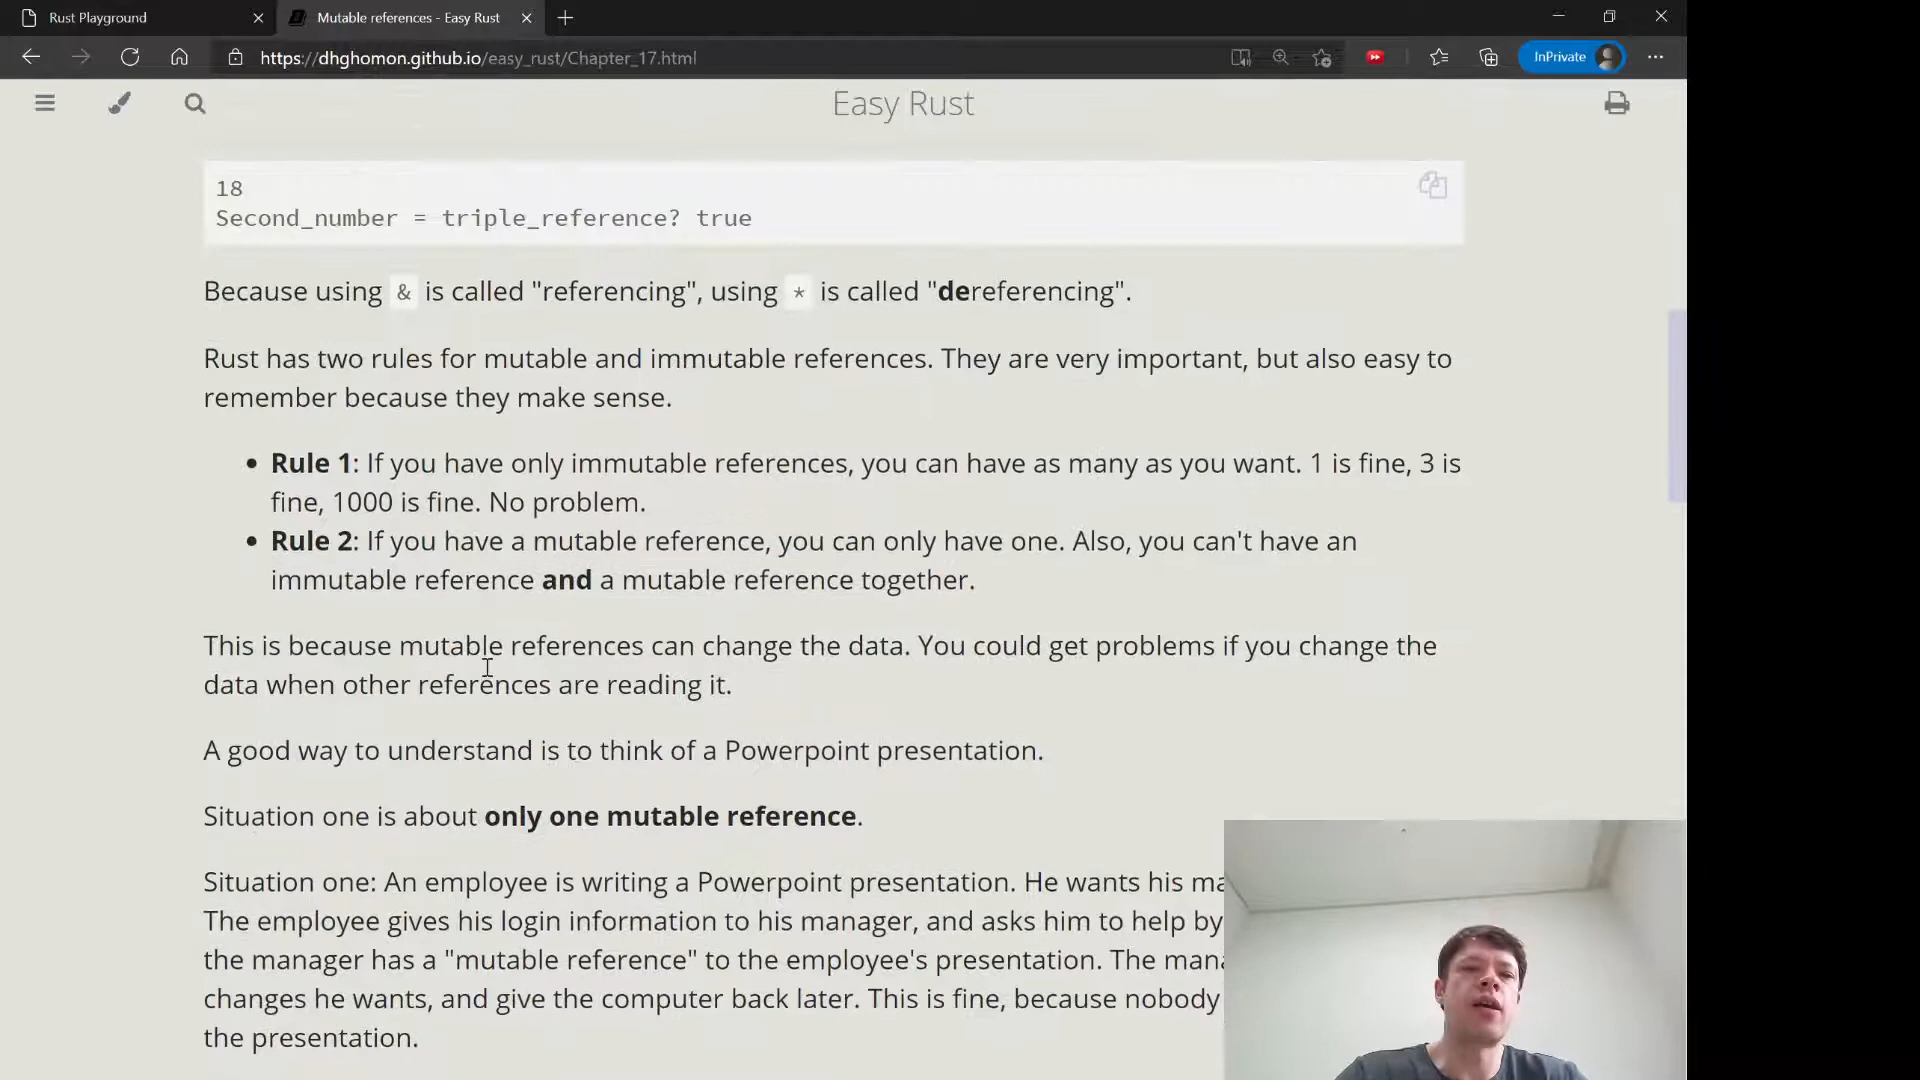 Rust Playground
Mutable references - Easy Rust
https://dhghomon.github.io/easy_rust/Chapter_17.html
InPrivate
Easy Rust
18
Second_number = triple_reference? true
Because using & is called "referencing", using * is called "dereferencing".
Rust has two rules for mutable and immutable references. They are very important, but also easy to
remember because they make sense.
• Rule 1: If you have only immutable references, you can have as many as you want. 1 is fine, 3 is
fine, 1000 is fine. No problem.
• Rule 2: If you have a mutable reference, you can only have one. Also, you can't have an
immutable reference and a mutable reference together.
This is because mutable references can change the data. You could get problems if you change the
data when other references are reading it.
A good way to understand is to think of a Powerpoint presentation.
Situation one is about only one mutable reference.
Situation one: An employee is writing a Powerpoint presentation. He wants his ma
The employee gives his login information to his manager, and asks him to help by
the manager has a "mutable reference" to the employee's presentation. The mana
changes he wants, and give the computer back later. This is fine, because nobody
the presentation.